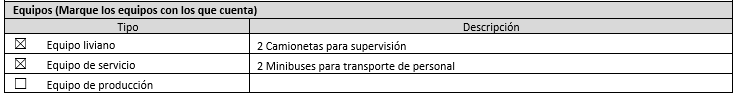 Equipos (Marque los equipos con los que cuenta)
Tipo Descripción
☒ Equipo liviano 2 Camionetas para supervisión
☒ Equipo de servicio 2 Minibuses para transporte de personal
☐ Equipo de producción